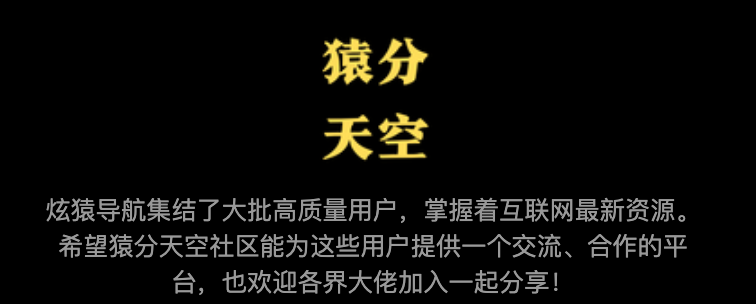 猿分
天空
炫猿导航集结了大批高质量用户，掌握着互联网最新资源。
希望猿分天空社区能为这些用户提供一个交流、合作的平
台，也欢迎各界大佬加入一起分享！